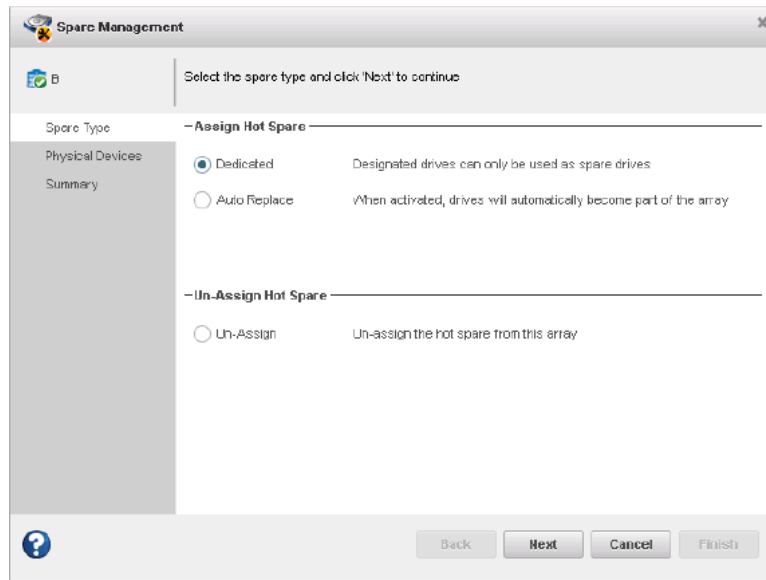 Spare Management
B
Select the spare type and click 'Next' to continue
Spare Type
Physical Devices
Summary
Assign Hot Spare
Dedicated Designated drives can only be used as spare drives
Auto Replace When activated, drives will automatically become part of the array
Un-Assign Hot Spare
Un-Assign Un-assign the hot spare from this array
?
Back Next Cancel Finish